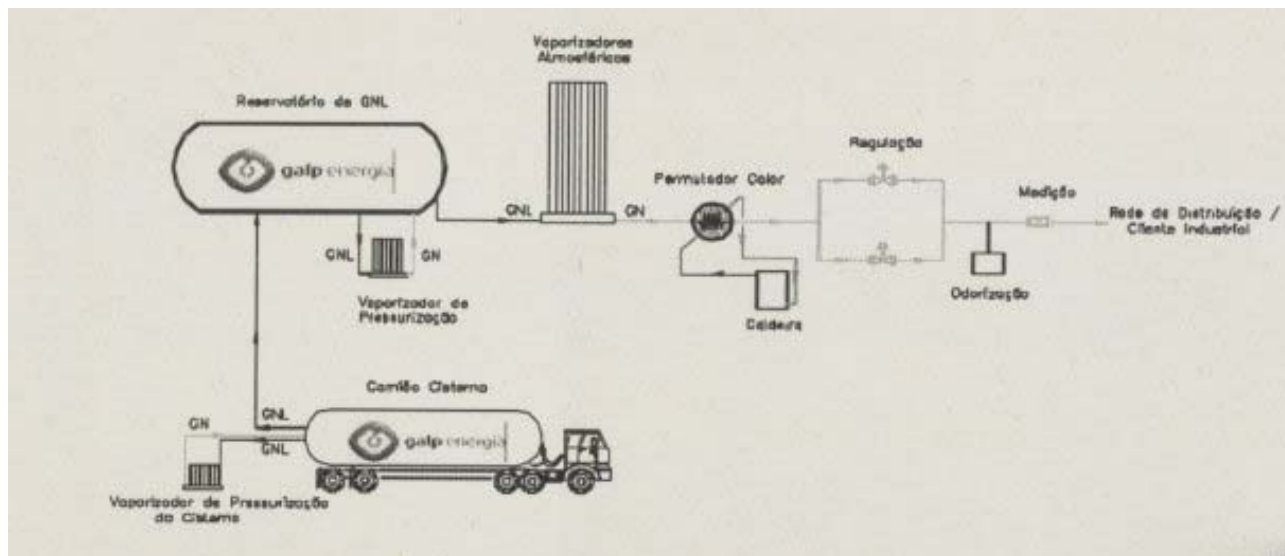 Vaporizadores
Atmosféricos
Reservatório de GNL
galp energia
GNL
GN
Permutador Calor
Regulação
Medição
Rede de Distribuição /
Cliente Industrial
GNL
GN
Vaporizador de
Pressurização
Caldeira
Odorização
Camião Cisterna
galp energia
GN
GNL
GNL
Vaporizador de Pressurização
da Cisterna